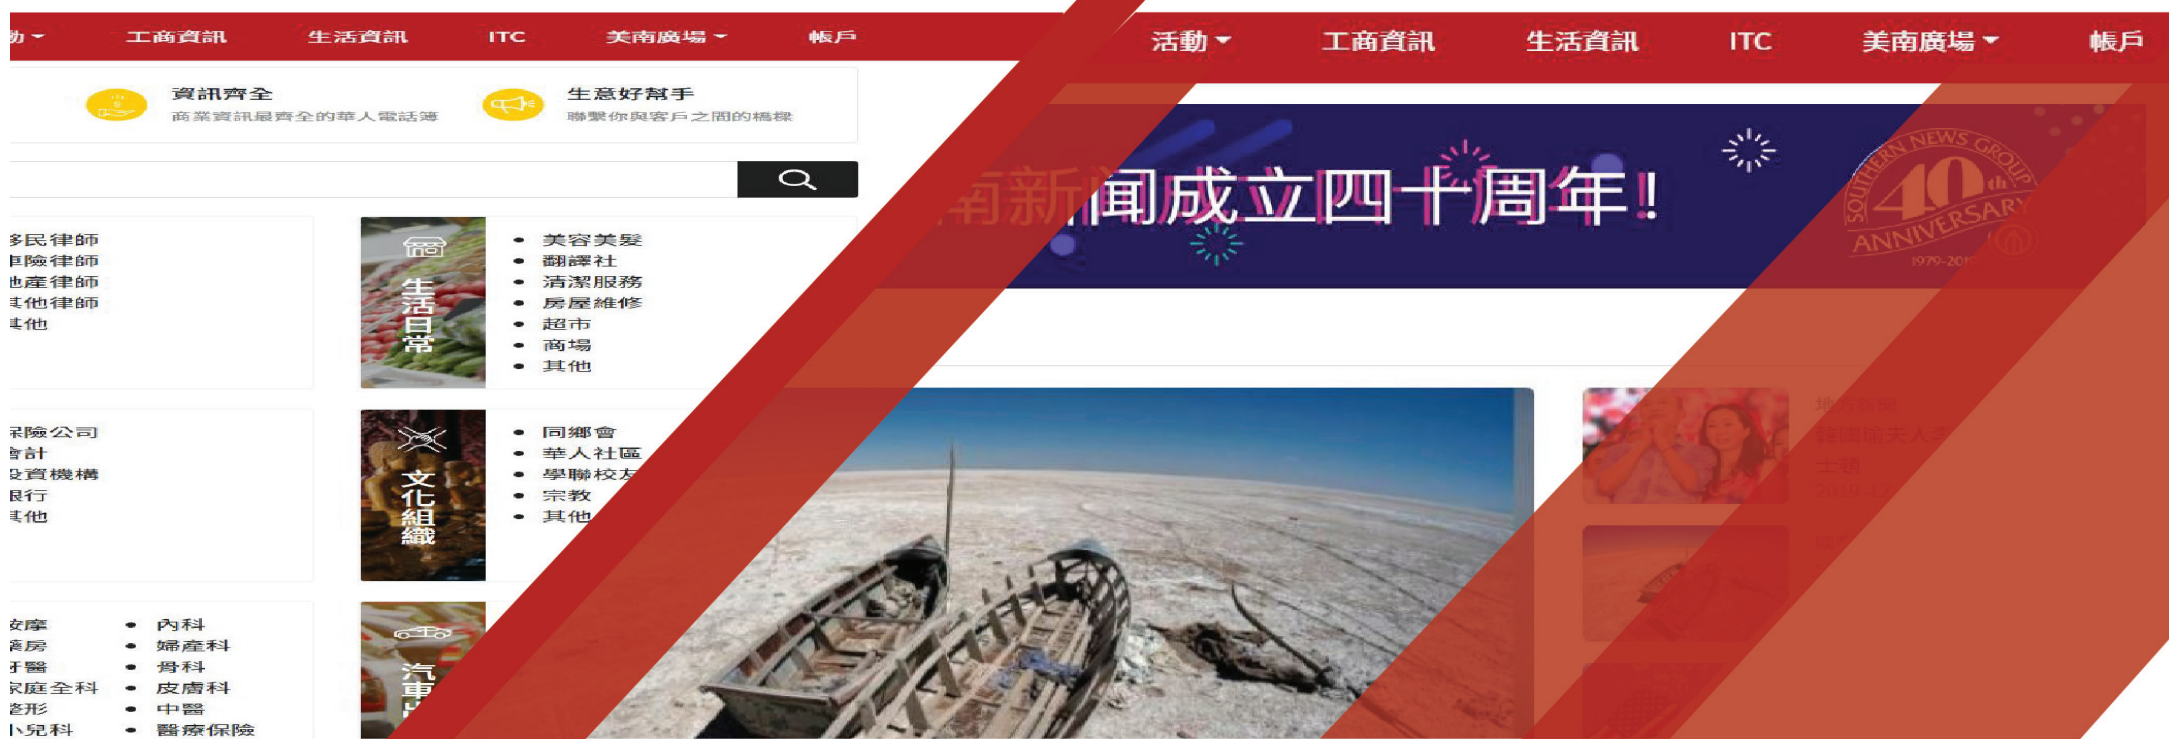 工商資訊 生活資訊 ITC 美南廣場 帳戶
活動 工商資訊 生活資訊 ITC 美南廣場 帳戶
資訊齊全
商業資訊最齊全的華人電話簿
生意好幫手
聯繫你與客戶之間的橋樑
南新闻成立四十周年!
SOUTHERN NEWS GROUP
40th
ANNIVERSARY
移民律師
車險律師
地産律師
其他律師
其他
生活日常
美容美髮
翻譯社
清潔服務
房屋維修
超市
商場
其他
保險公司
會計
投資機構
銀行
其他
文化組織
同鄉會
華人社區
學聯校友
宗教
其他
地方新聞
按摩
藥房
牙醫
家庭全科
整形
小兒科
內科
婦產科
骨科
皮膚科
中醫
醫療保險
汽車